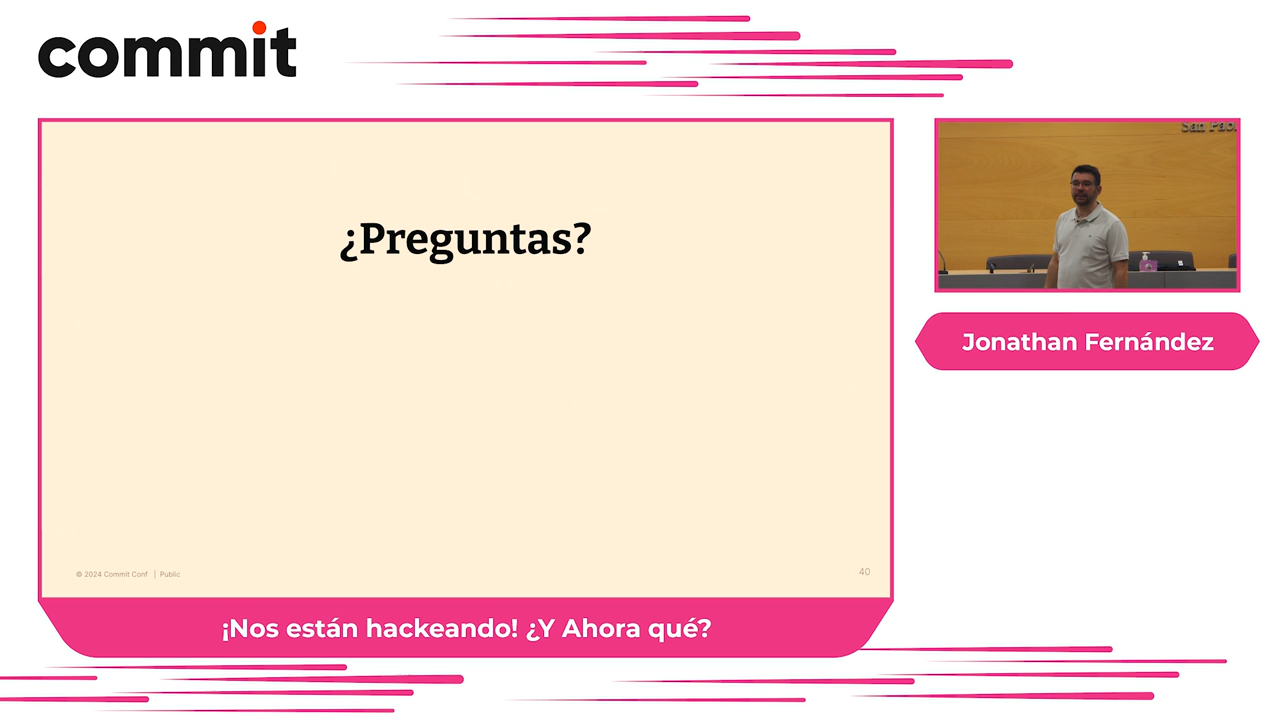 commit
¿Preguntas?
© 2024 Commit Conf | Public
40
¡Nos están hackeando! ¿Y Ahora qué?
Jonathan Fernández